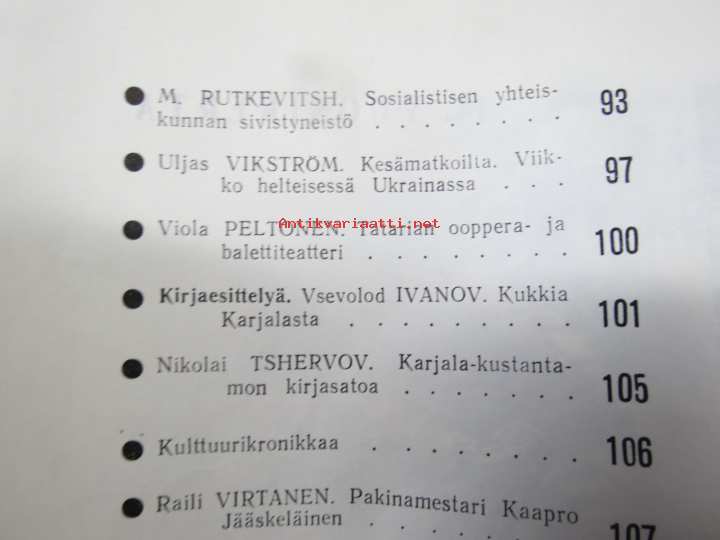 ● M. RUTKEVITSH. Sosialistisen yhteis-
kunnan sivistyneistö . . . . . . . . 93
● Uljas VIKSTRÖM. Kesämatkoilta. Viik-
ko helteisessä Ukrainassa . . . 97
● Viola PELTONEN. Tatarian ooppera- ja
Antikvariaatti.net
balettiteatteri . . . . . . . . 100
● Kirjaesittelyä. Vsevolod IVANOV. Kukkia
Karjalasta . . . . . . . . . 101
● Nikolai TSHERVOV. Karjala-kustanta-
mon kirjasatoa . . . . . . . 105
● Kulttuurikronikkaa . . . . . . . . 106
● Raili VIRTANEN. Pakinamestari Kaapro
Jääskeläinen . . . . . . . . 107